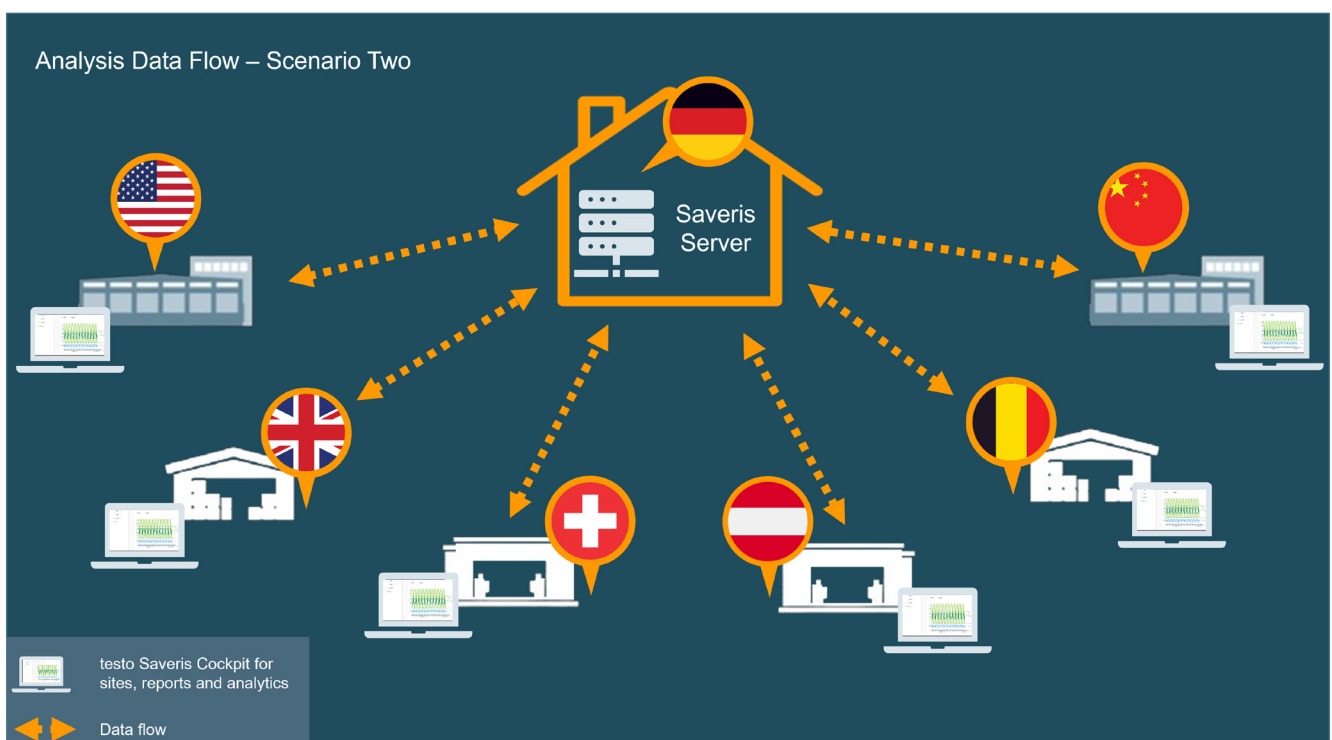 Analysis Data Flow – Scenario Two
Saveris
Server
testo Saveris Cockpit for
sites, reports and analytics
Data flow